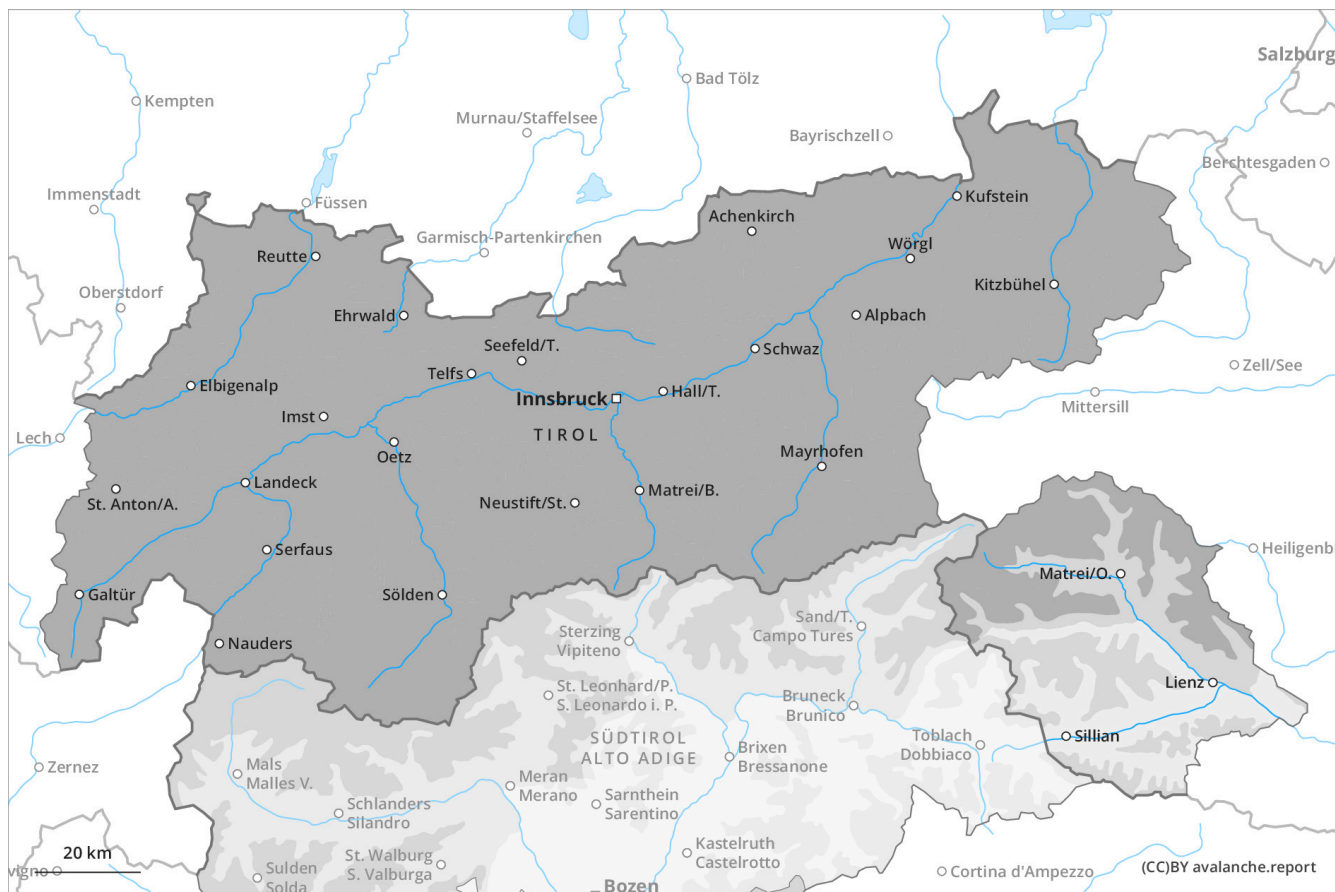 Salzburg
Kempten
Bad Tölz
Murnau/Staffelsee
Bayrischzell
Berchtesgaden
Immenstadt
Füssen
Kufstein
Achenkirch
Garmisch-Partenkirchen
Wörgl
Reutte
Oberstdorf
Kitzbühel
Ehrwald
Alpbach
Seefeld/T.
Schwaz
Zell/See
Telfs
Elbigenalp
Innsbruck
Hall/T.
Mittersill
Imst
TIROL
Lech
Oetz
Mayrhofen
Landeck
St. Anton/A.
Neustift/St.
Matrei/B.
Serfaus
Heiligenb
Matrei/O.
Galtür
Sölden
Sand/T.
Campo Tures
Sterzing
Vipiteno
Nauders
Lienz
St. Leonhard/P.
S. Leonardo i. P.
Bruneck
Brunico
SÜDTIROL
ALTO ADIGE
Sillian
Toblach
Dobbiaco
Brixen
Bressanone
Zernez
Mals
Malles V.
Meran
Merano
Schlanders
Silandro
Sarnthein
Sarentino
Kastelruth
Castelrotto
20 km
St. Walburg
S. Valburga
vigno
Sulden
Solda
Cortina d'Ampezzo
(CC)BY avalanche.report
Bozen